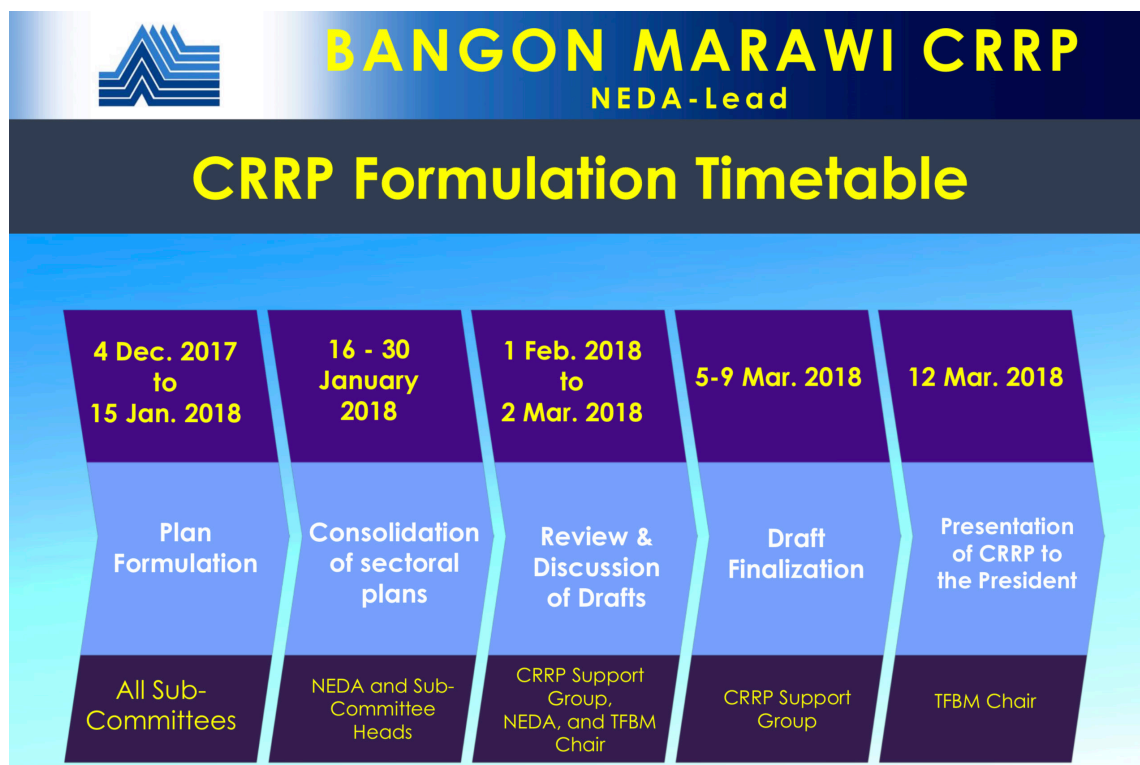 BANGON MARAWI CRRP
NEDA-Lead
CRRP Formulation Timetable
4 Dec. 2017
to
15 Jan. 2018
16 - 30
January
2018
1 Feb. 2018
to
2 Mar. 2018
5-9 Mar. 2018
12 Mar. 2018
Plan
Formulation
Consolidation
of sectoral
plans
Review &
Discussion
of Drafts
Draft
Finalization
Presentation
of CRRP to
the President
All Sub-
Committees
NEDA and Sub-
Committee
Heads
CRRP Support
Group,
NEDA, and TFBM
Chair
CRRP Support
Group
TFBM Chair